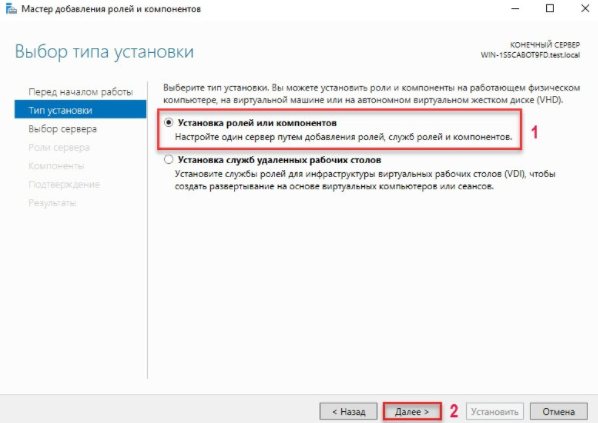 Мастер добавления ролей и компонентов
Выбор типа установки
КОНЕЧНЫЙ СЕРВЕР
WIN-1S5CABOT9FD.test.local
Перед началом работы
Тип установки
Выбор сервера
Роли сервера
Компоненты
Подтверждение
Результаты
Выберите тип установки. Вы можете установить роли и компоненты на работающем физическом
компьютере, на виртуальной машине или на автономном виртуальном жестком диске (VHD).
Установка ролей или компонентов
Настройте один сервер путем добавления ролей, служб ролей и компонентов.
1
Установка служб удаленных рабочих столов
Установите службы ролей для инфраструктуры виртуальных рабочих столов (VDI), чтобы
создать развертывание на основе виртуальных компьютеров или сеансов.
< Назад
Далее >
2
Установить
Отмена